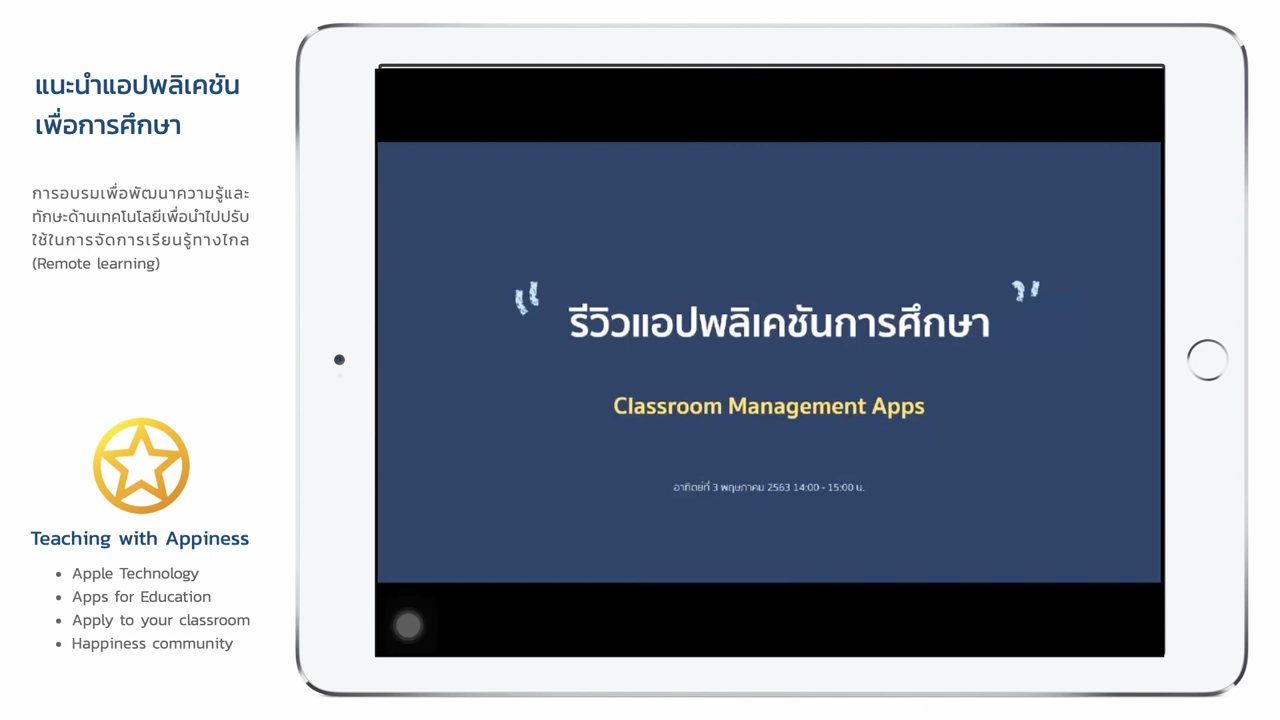 แนะนำแอปพลิเคชัน
เพื่อการศึกษา
การอบรมเพื่อพัฒนาความรู้และ
ทักษะด้านเทคโนโลยีเพื่อนำไปปรับ
ใช้ในการจัดการเรียนรู้ทางไกล
(Remote learning)
Teaching with Appiness
• Apple Technology
• Apps for Education
• Apply to your classroom
• Happiness community
“ รีวิวแอปพลิเคชันการศึกษา ”
Classroom Management Apps
อาทิตย์ที่ 3 พฤษภาคม 2563 14:00 - 15:00 น.